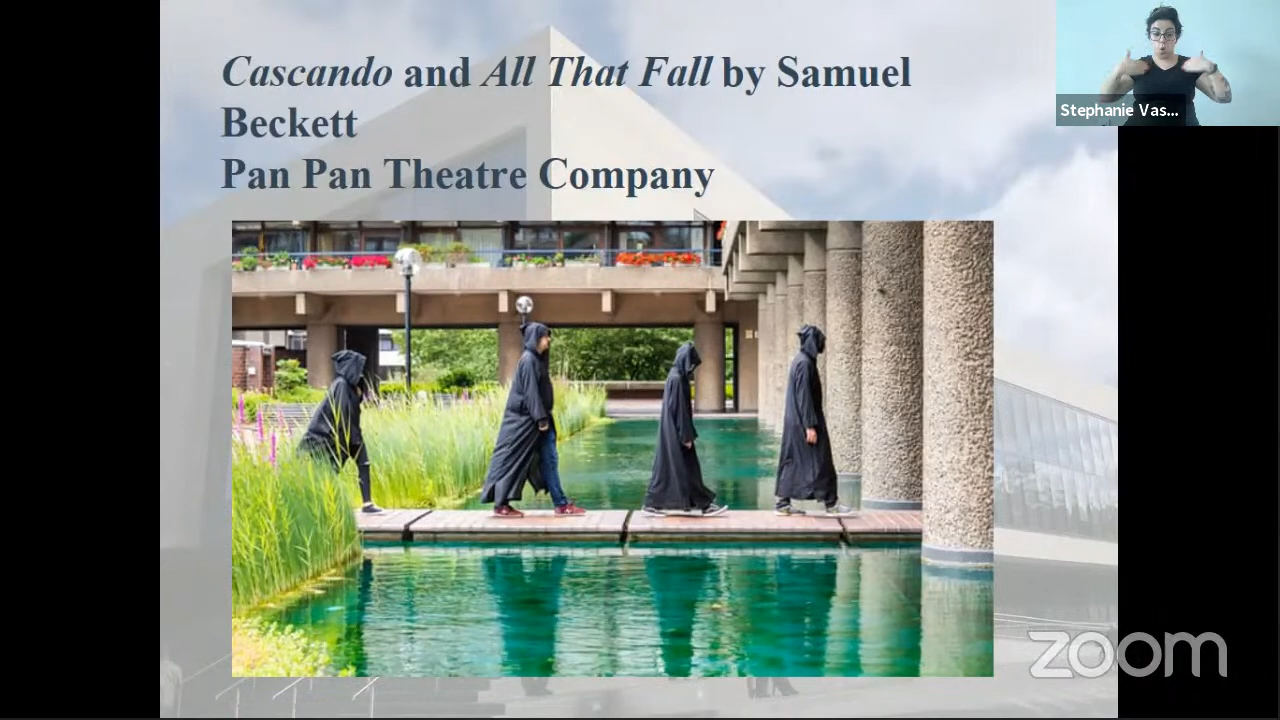 Cascando and All That Fall by Samuel
Beckett
Pan Pan Theatre Company
Stephanie Vas...
zoom